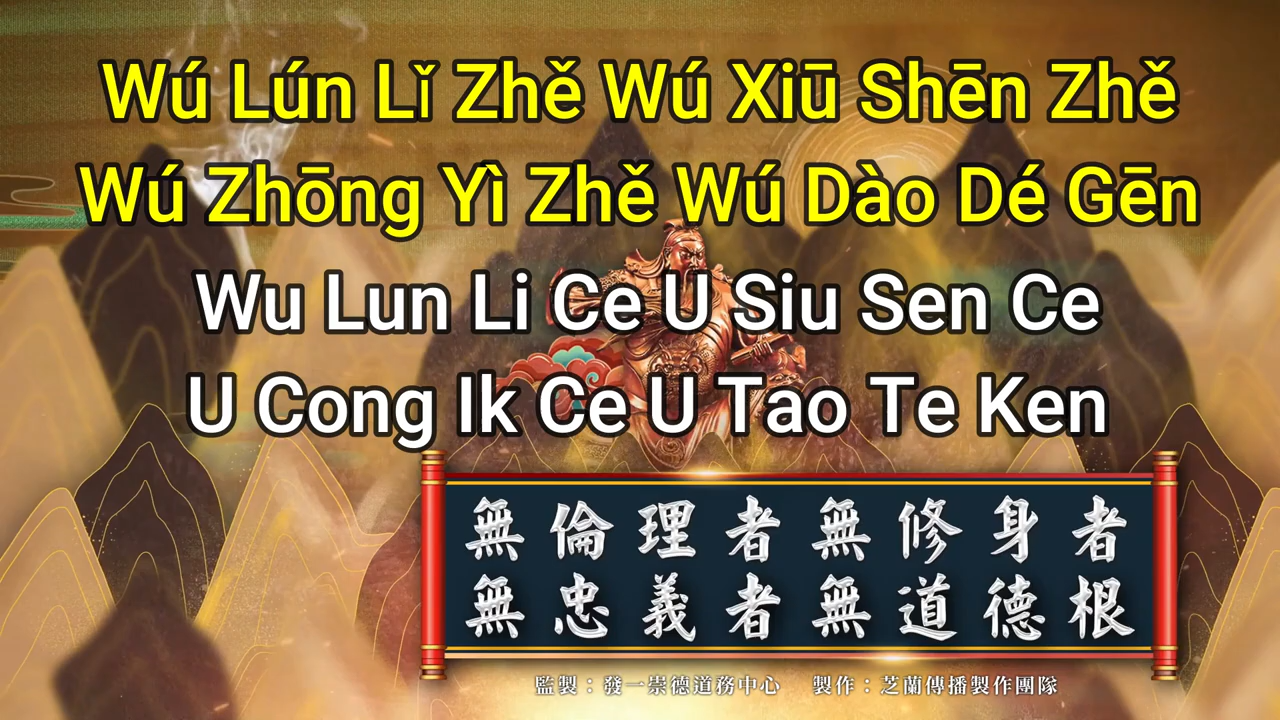 Wú Lún Lǐ Zhě Wú Xiū Shēn Zhě
Wú Zhōng Yì Zhě Wú Dào Dé Gēn
Wu Lun Li Ce U Siu Sen Ce
U Cong Ik Ce U Tao Te Ken
無倫理者無修身者
無忠義者無道德根
監製：發一崇德道務中心 製作：芝蘭傳播製作團隊